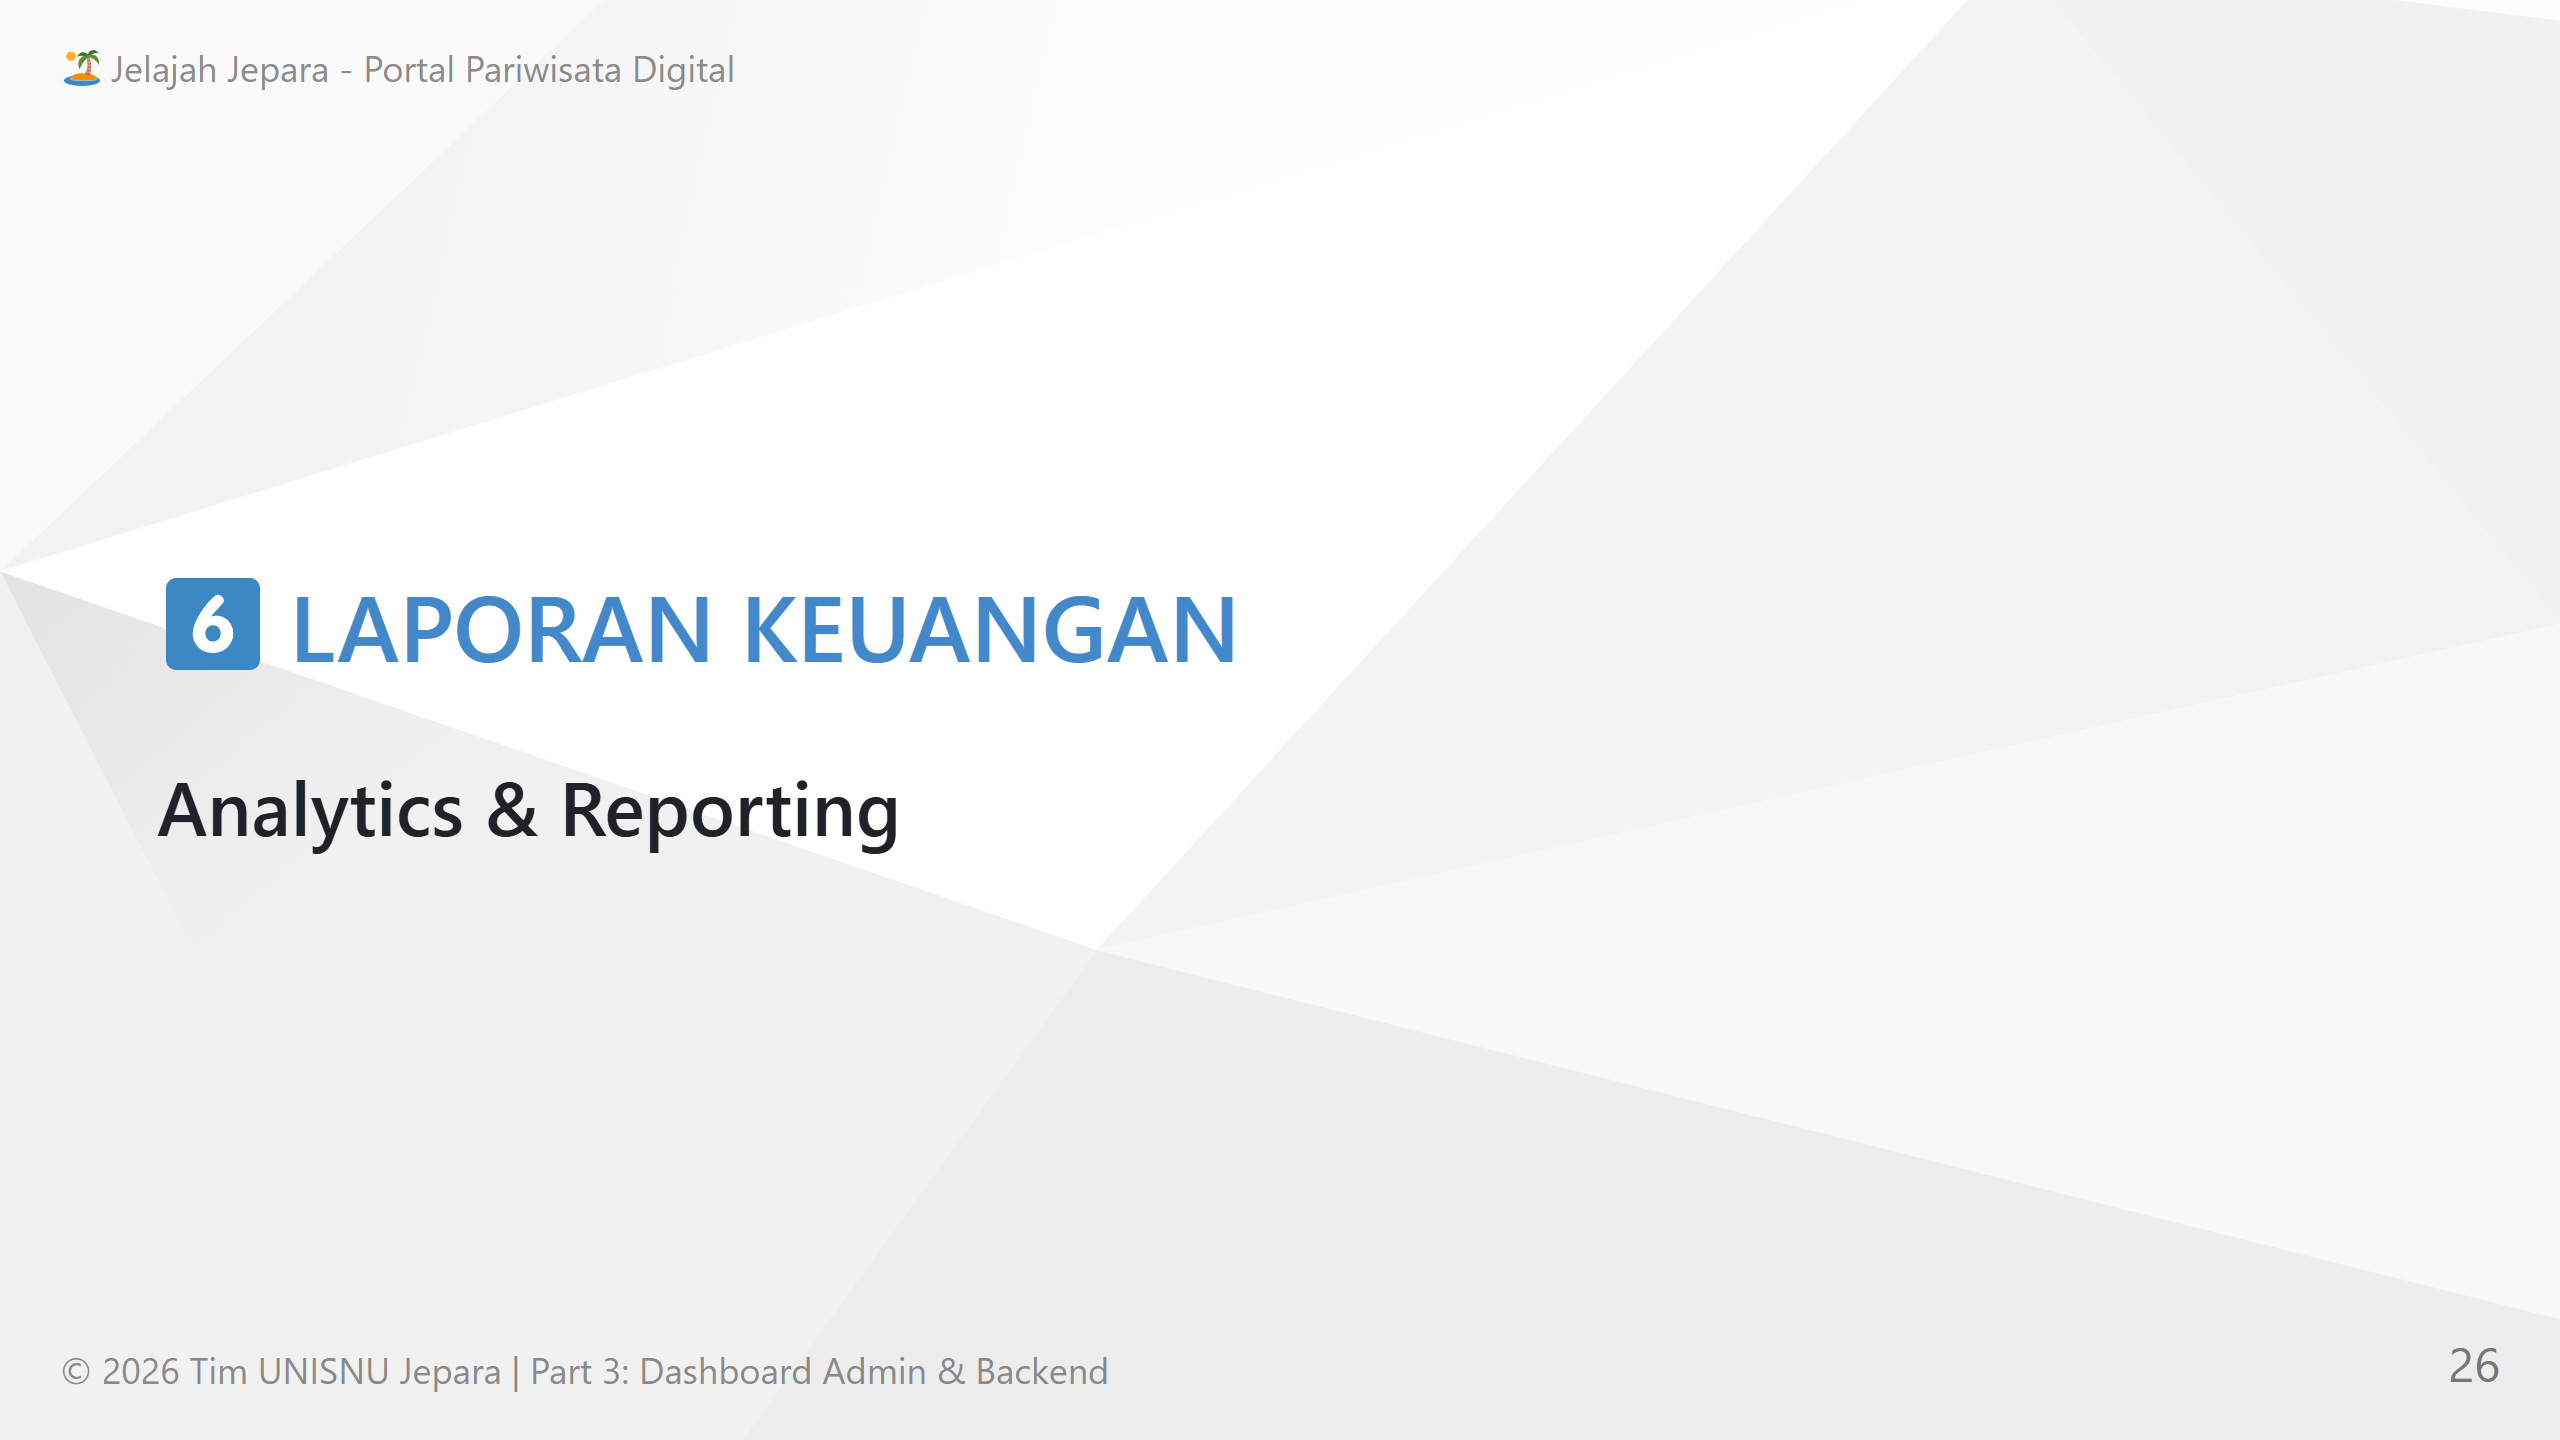 🏝️ Jelajah Jepara - Portal Pariwisata Digital
6️⃣ LAPORAN KEUANGAN
Analytics & Reporting
© 2026 Tim UNISNU Jepara | Part 3: Dashboard Admin & Backend
26